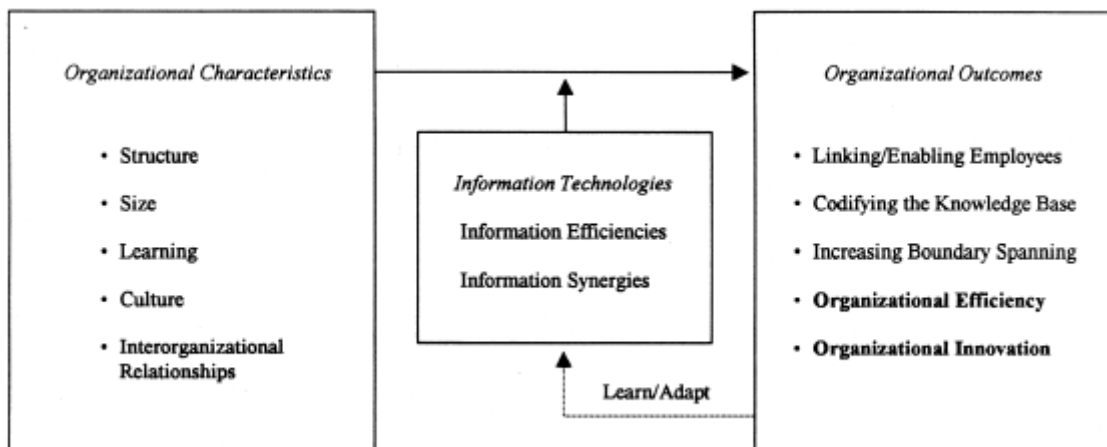 Organizational Characteristics
• Structure
• Size
• Learning
• Culture
• Interorganizational
Relationships
Information Technologies
Information Efficiencies
Information Synergies
Learn/Adapt
Organizational Outcomes
• Linking/Enabling Employees
• Codifying the Knowledge Base
• Increasing Boundary Spanning
• Organizational Efficiency
• Organizational Innovation